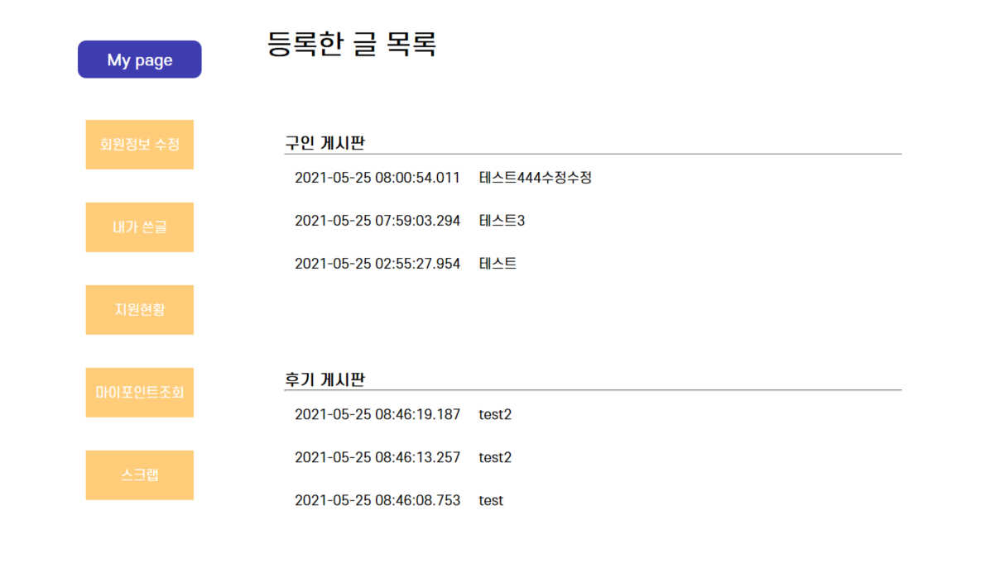 My page
회원정보 수정
내가 쓴글
지원현황
마이포인트조회
스크랩
등록한 글 목록
구인 게시판
2021-05-25 08:00:54.011 테스트444수정수정
2021-05-25 07:59:03.294 테스트3
2021-05-25 02:55:27.954 테스트
후기 게시판
2021-05-25 08:46:19.187 test2
2021-05-25 08:46:13.257 test2
2021-05-25 08:46:08.753 test